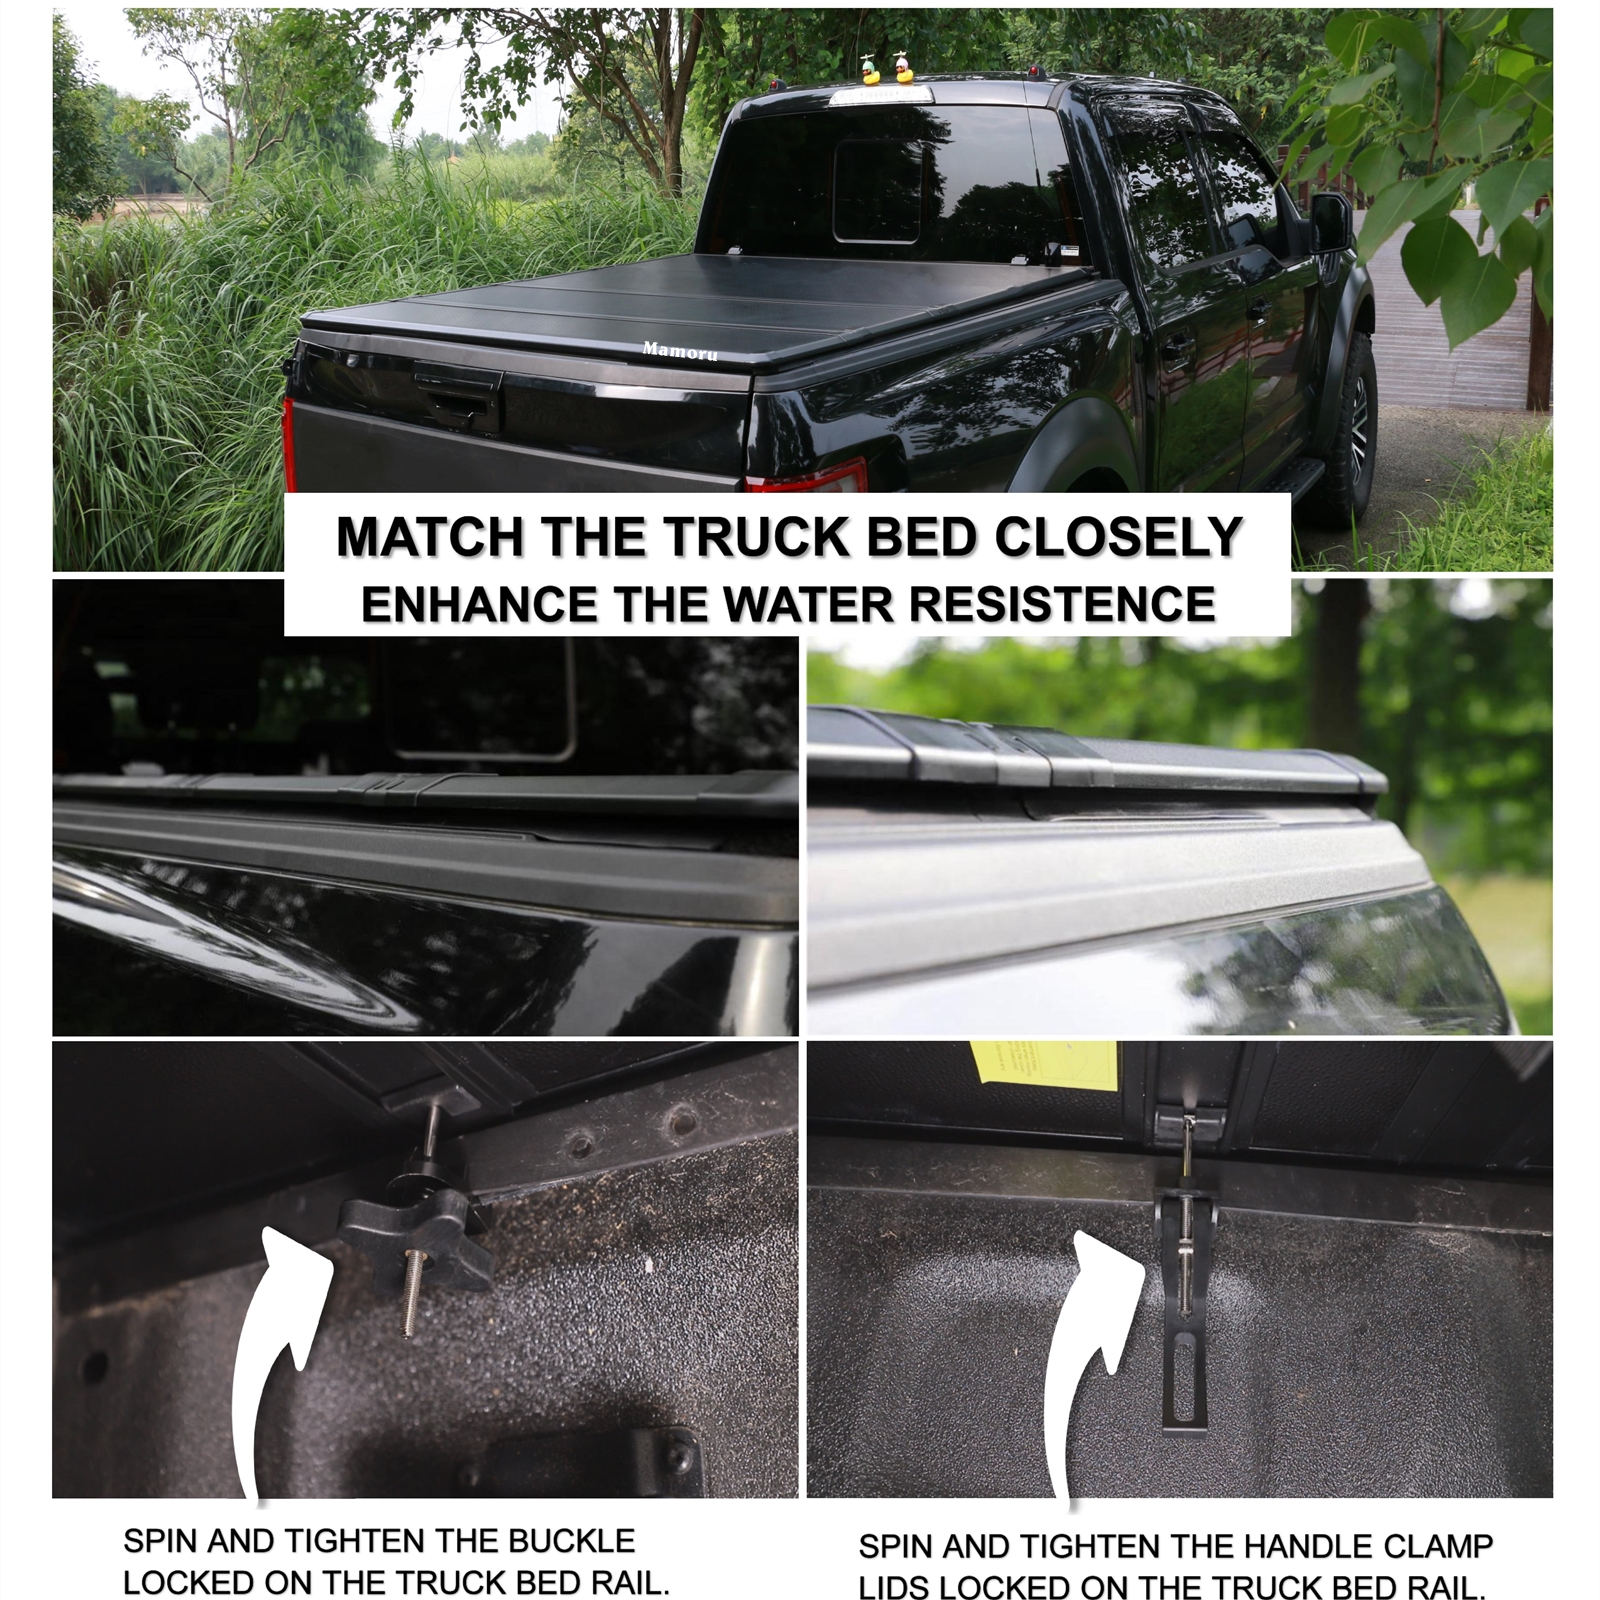 Mamoru
MATCH THE TRUCK BED CLOSELY
ENHANCE THE WATER RESISTENCE
SPIN AND TIGHTEN THE BUCKLE
LOCKED ON THE TRUCK BED RAIL.
SPIN AND TIGHTEN THE HANDLE CLAMP
LIDS LOCKED ON THE TRUCK BED RAIL.